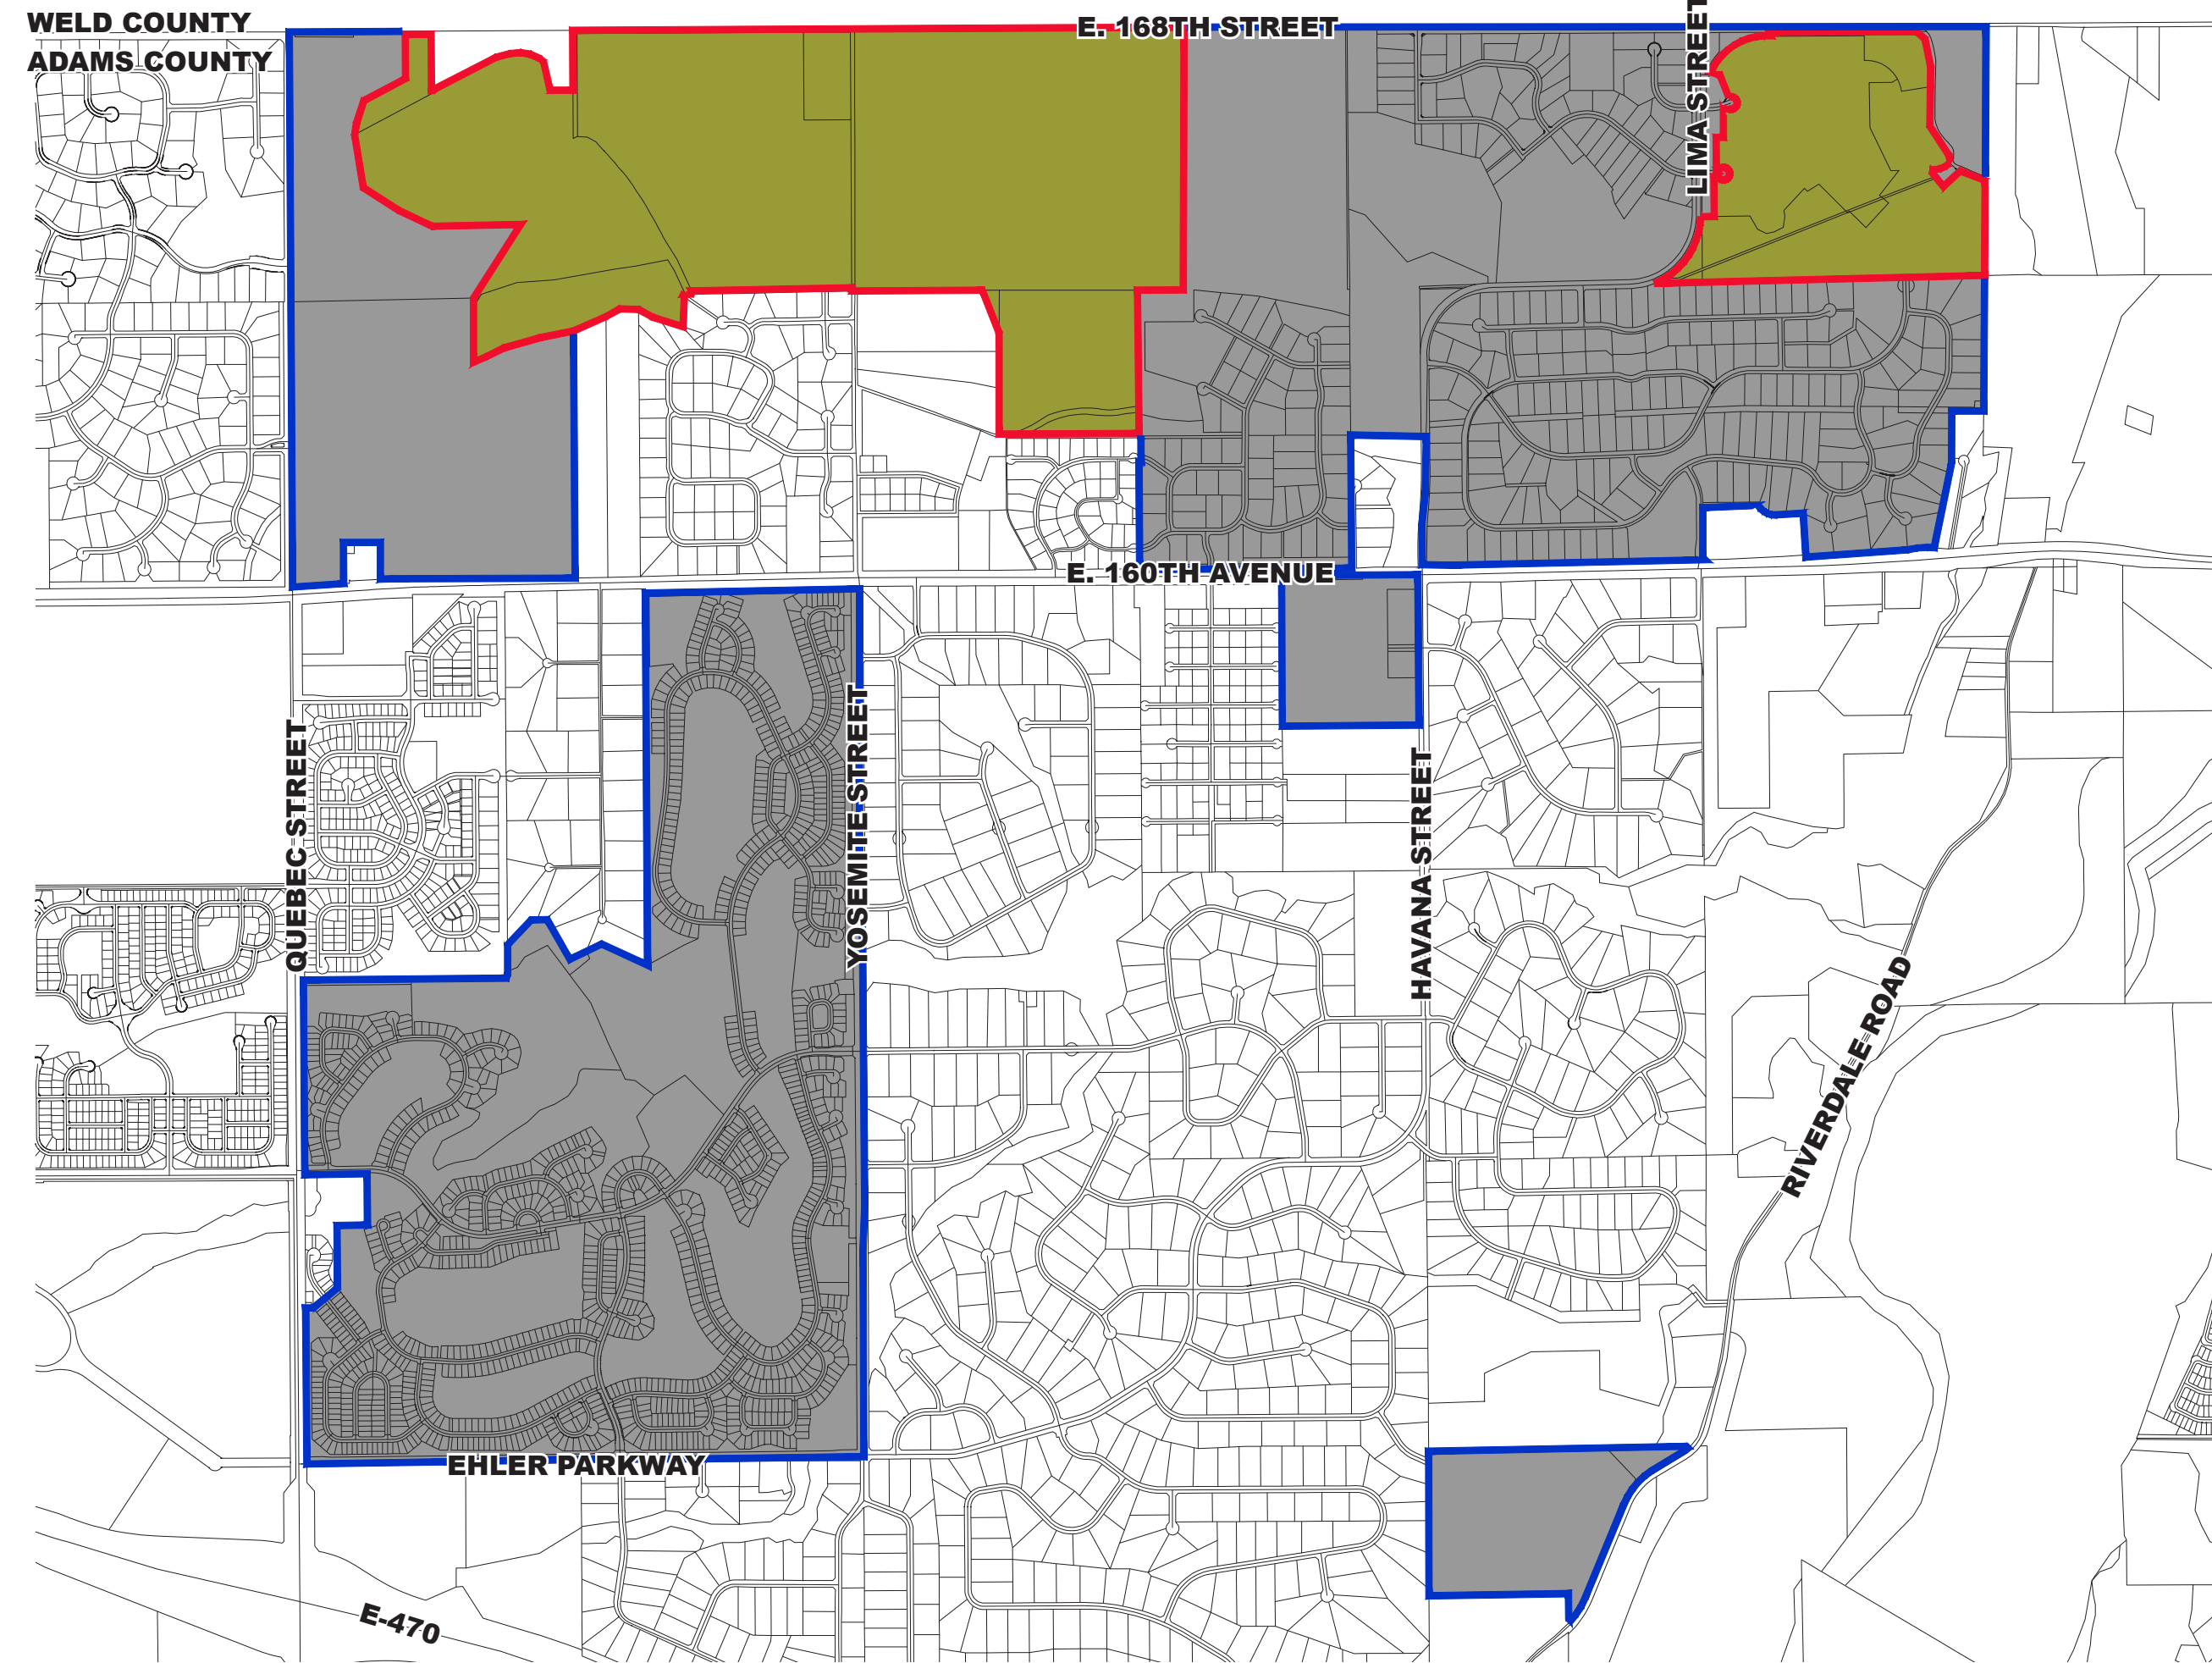 WELD COUNTY
ADAMS COUNTY
E. 168TH STREET
LIMA STREET
E. 160TH AVENUE
QUEBEC STREET
YOSEMITE STREET
HAVANA STREET
RIVERDALE ROAD
EHLER PARKWAY
E-470